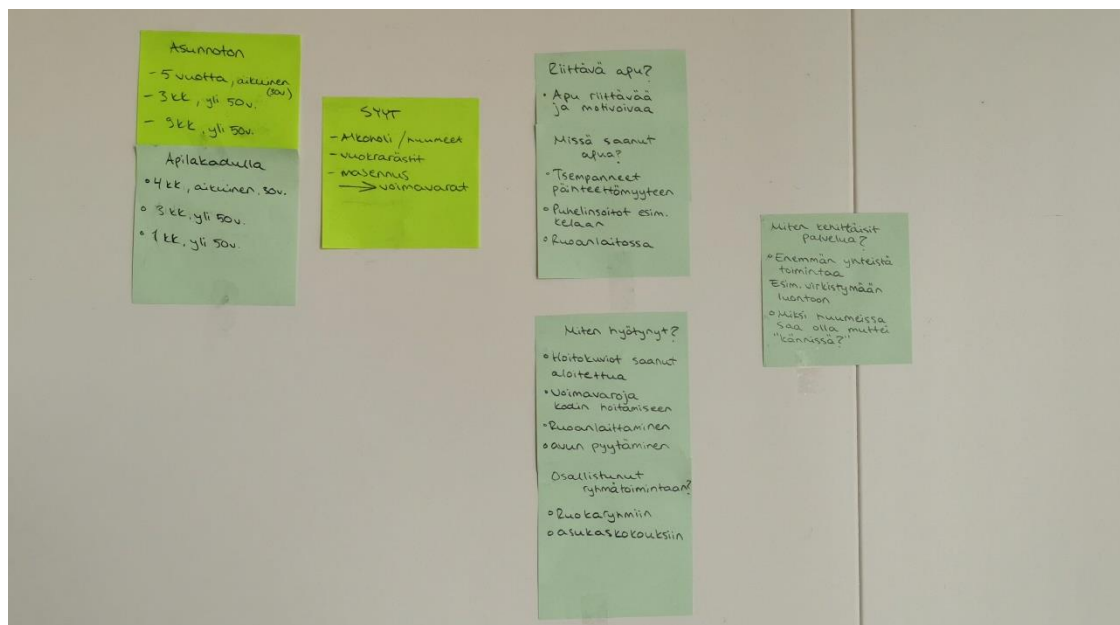 Asunnoton
- 5 vuotta, aikuinen
(30v)
- 3 kk, yli 50v.
- 9kk, yli 50v.
Apilakadulla
• 4 kk, aikuinen, 30v.
• 3 kk, yli 50v.
• 1 kk, yli 50v.
SYYT
- Alkoholi / huumeet
- vuokrarästit
- masennus
→ voimavarat
Riittävä apu?
• Apu riittävää
ja motivoivaa
Missä saanut
apua?
• Tsempanneet
päihteettömyyteen
• Puhelinsoitot esim.
kelaan
• Ruoanlaitossa
Miten hyötynyt?
• Hoitokuviot saanut
aloitettua
• Voimavaroja
kodin hoitamiseen
• Ruoanlaittaminen
• avun pyytäminen
Osallistunut
ryhmätoimintaan?
• Ruokaryhmiin
• asukaskokouksiin
Miten kehittäisit
palvelua?
• Enemmän yhteistä
toimintaa
Esim. virkistymään
luontoon
• Miksi huumeissa
saa olla muttei
"kännissä?"